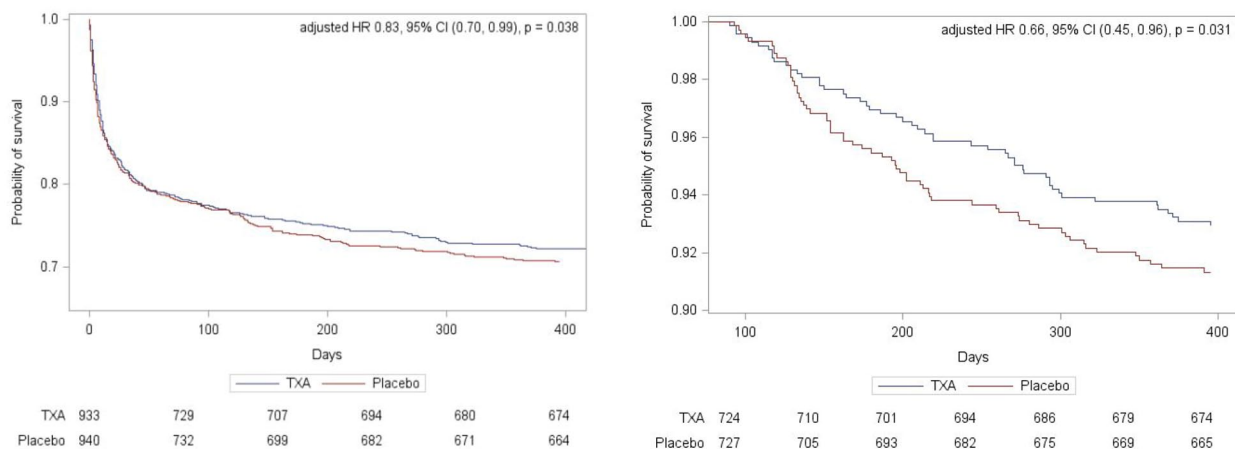 adjusted HR 0.83, 95% CI (0.70, 0.99), p = 0.038
1.0
0.9
0.8
0.7
Probability of survival
0 100 200 300 400
Days
TXA Placebo
TXA 933 729 707 694 680 674
Placebo 940 732 699 682 671 664
adjusted HR 0.66, 95% CI (0.45, 0.96), p = 0.031
1.00
0.98
0.96
0.94
0.92
0.90
Probability of survival
100 200 300 400
Days
TXA Placebo
TXA 724 710 701 694 686 679 674
Placebo 727 705 693 682 675 669 665